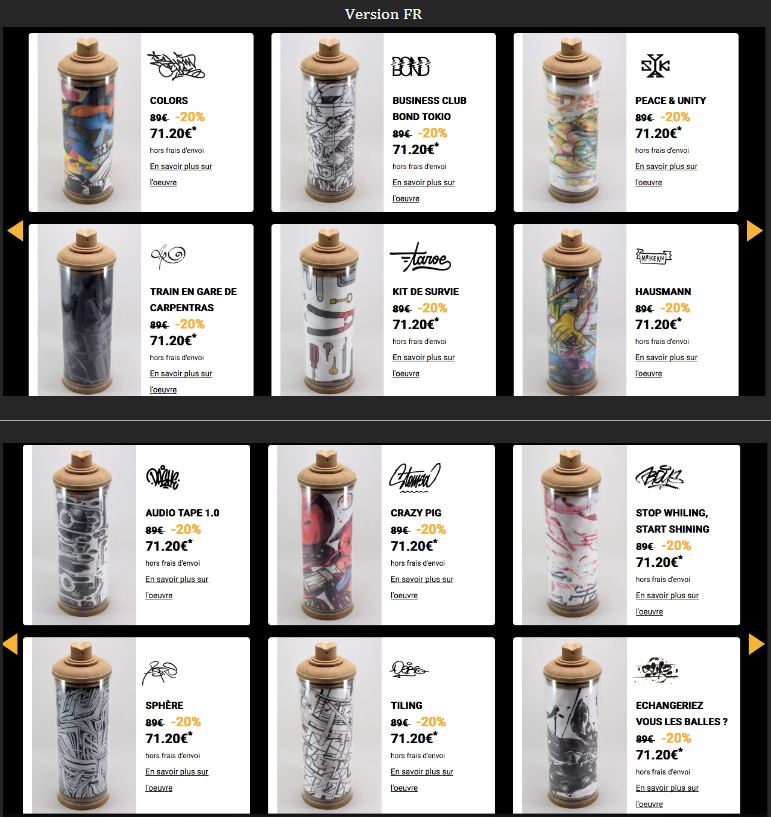 Version FR
BOND
COLORS
89€ -20%
71.20€*
hors frais d'envoi
En savoir plus sur
l'oeuvre
BUSINESS CLUB
BOND TOKIO
89€ -20%
71.20€*
hors frais d'envoi
En savoir plus sur
l'oeuvre
PEACE & UNITY
89€ -20%
71.20€*
hors frais d'envoi
En savoir plus sur
l'oeuvre
TRAIN EN GARE DE
CARPENTRAS
89€ -20%
71.20€*
hors frais d'envoi
En savoir plus sur
l'oeuvre
taroe
KIT DE SURVIE
89€ -20%
71.20€*
hors frais d'envoi
En savoir plus sur
l'oeuvre
HAUSMANN
89€ -20%
71.20€*
hors frais d'envoi
En savoir plus sur
l'oeuvre
AUDIO TAPE 1.0
89€ -20%
71.20€*
hors frais d'envoi
En savoir plus sur
l'oeuvre
CRAZY PIG
89€ -20%
71.20€*
hors frais d'envoi
En savoir plus sur
l'oeuvre
STOP WHILING,
START SHINING
89€ -20%
71.20€*
hors frais d'envoi
En savoir plus sur
l'oeuvre
SPHÈRE
89€ -20%
71.20€*
hors frais d'envoi
En savoir plus sur
l'oeuvre
TILING
89€ -20%
71.20€*
hors frais d'envoi
En savoir plus sur
l'oeuvre
ECHANGERIEZ
VOUS LES BALLES ?
89€ -20%
71.20€*
hors frais d'envoi
En savoir plus sur
l'oeuvre